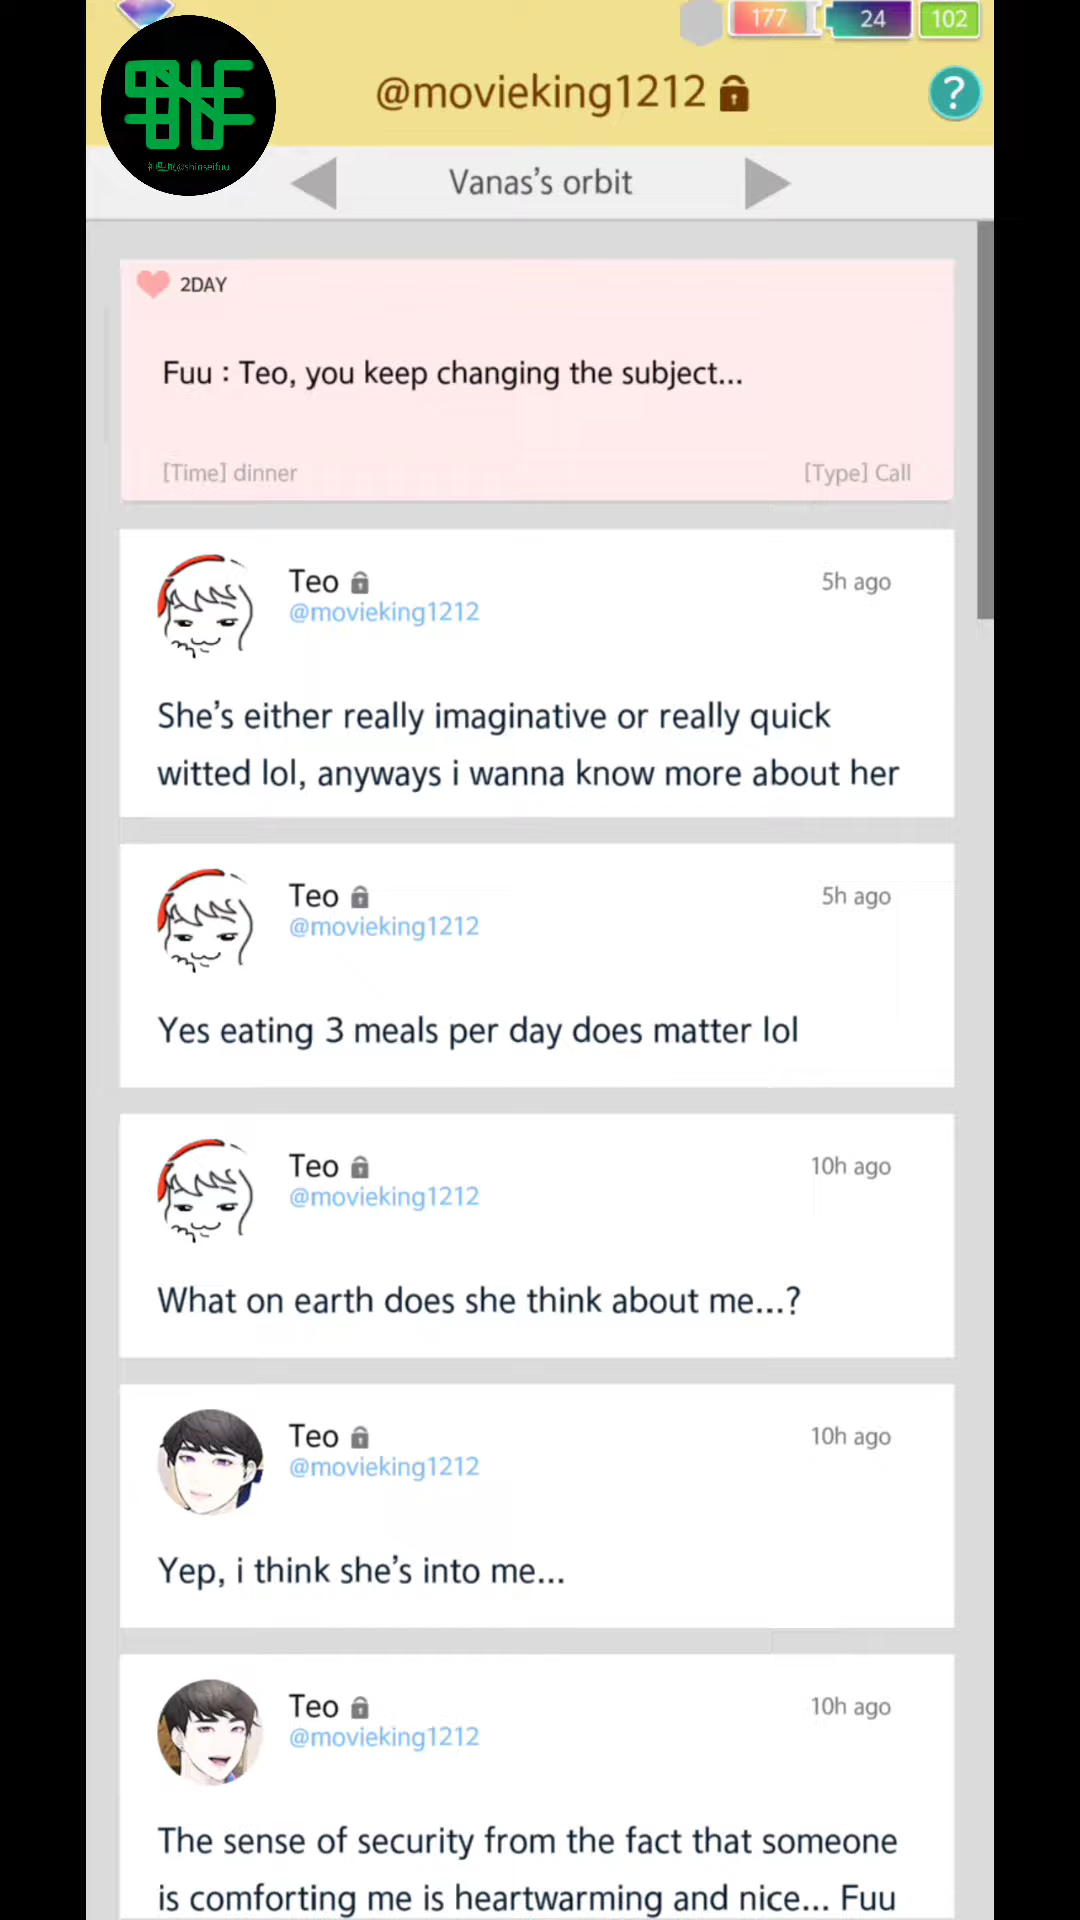 177
24
102
@movieking1212
?
Vanas's orbit
2DAY
Fuu : Teo, you keep changing the subject...
[Time] dinner
[Type] Call
Teo
5h ago
@movieking1212
She's either really imaginative or really quick
witted lol, anyways i wanna know more about her
Teo
5h ago
@movieking1212
Yes eating 3 meals per day does matter lol
Teo
10h ago
@movieking1212
What on earth does she think about me...?
Teo
10h ago
@movieking1212
Yep, i think she's into me...
Teo
10h ago
@movieking1212
The sense of security from the fact that someone
is comforting me is heartwarming and nice... Fuu